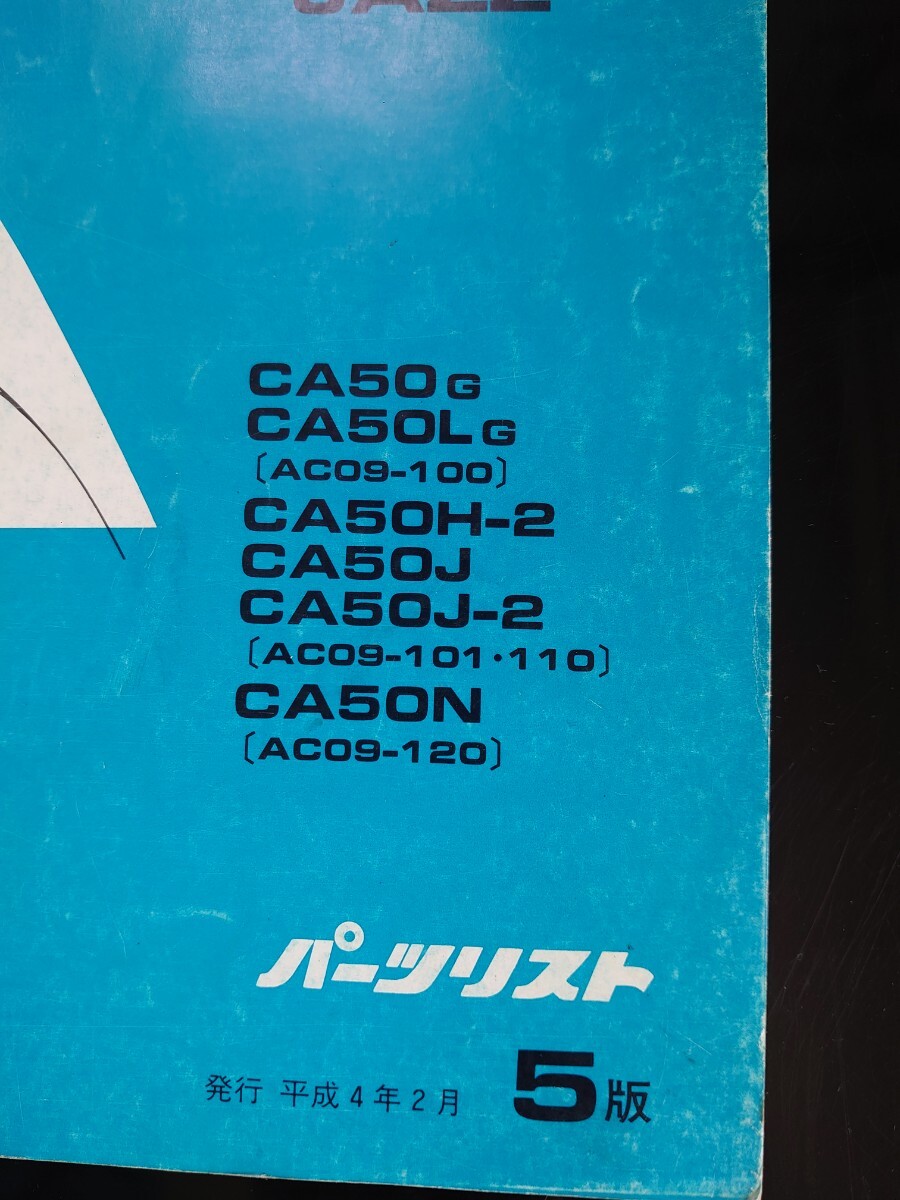 JAZZ
CA50G
CA50LG
〔AC09-100〕
CA50H-2
CA50J
CA50J-2
〔AC09-101・110〕
CA50N
〔AC09-120〕
パーツリスト
発行 平成4年2月 5版